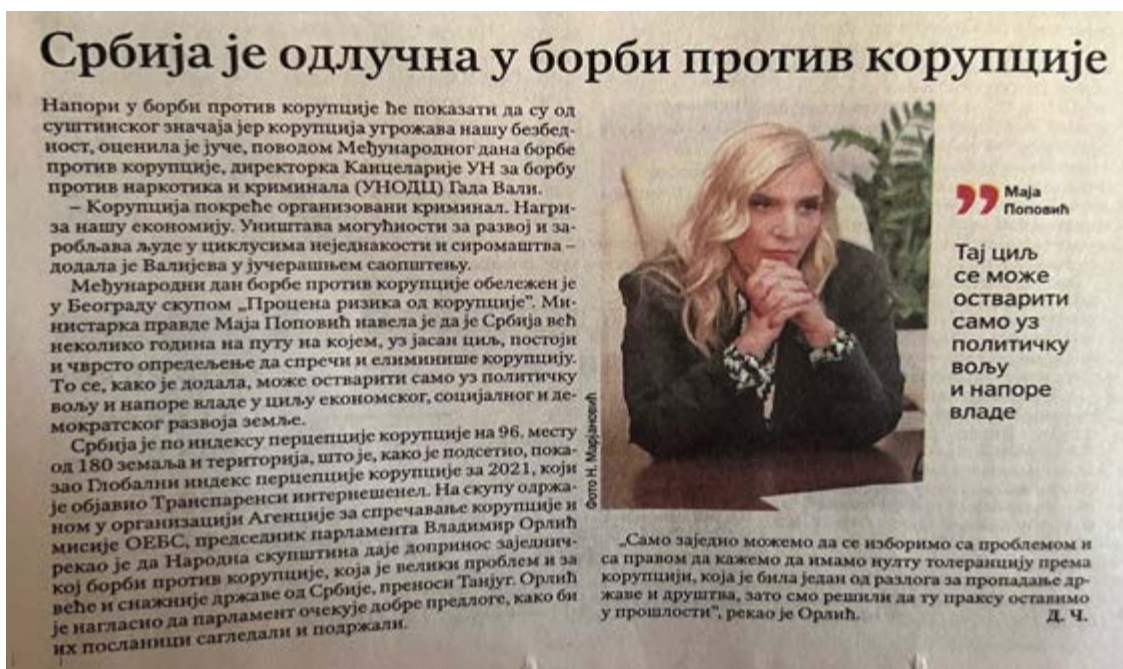 Србија је одлучна у борби против корупције
Напори у борби против корупције ће показати да су од
суштинског значаја јер корупција угрожава нашу безбед-
ност, оценила је јуче, поводом Међународног дана борбе
против корупције, директорка Канцеларије УН за борбу
против наркотика и криминала (УНОДЦ) Гада Вали.
– Корупција покреће организовани криминал. Нагри-
за нашу економију. Уништава могућности за развој и за-
робљава људе у циклусима неједнакости и сиромаштва –
додала је Валијева у јучерашњем саопштењу.
Међународни дан борбе против корупције обележен је
у Београду скупом „Процена ризика од корупције”. Ми-
нистарка правде Маја Поповић навела је да је Србија већ
неколико година на путу на којем, уз јасан циљ, постоји
и чврсто опредељење да спречи и елиминише корупцију.
То се, како је додала, може остварити само уз политичку
вољу и напоре владе у циљу економског, социјалног и де-
мократског развоја земље.
Србија је по индексу перцепције корупције на 96. месту
од 180 земаља и територија, што је, како је подсетио, пока-
зао Глобални индекс перцепције корупције за 2021, који
је објавио Транспаренси интернешенел. На скупу одржа-
ном у организацији Агенције за спречавање корупције и
мисије ОЕБС, председник парламента Владимир Орлић
рекао је да Народна скупштина даје допринос заједнич-
кој борби против корупције, која је велики проблем и за
веће и снажније државе од Србије, преноси Танјуг. Орлић
је нагласио да парламент очекује добре предлоге, како би
их посланици сагледали и подржали.
Фото Н. Марјановић
” Маја
Поповић
Тај циљ
се може
остварити
само уз
политичку
вољу
и напоре
владе
„Само заједно можемо да се изборимо са проблемом и
са правом да кажемо да имамо нулту толеранцију према
корупцији, која је била један од разлога за пропадање др-
жаве и друштва, зато смо решили да ту праксу оставимо
у прошлости”, рекао је Орлић. Д. Ч.